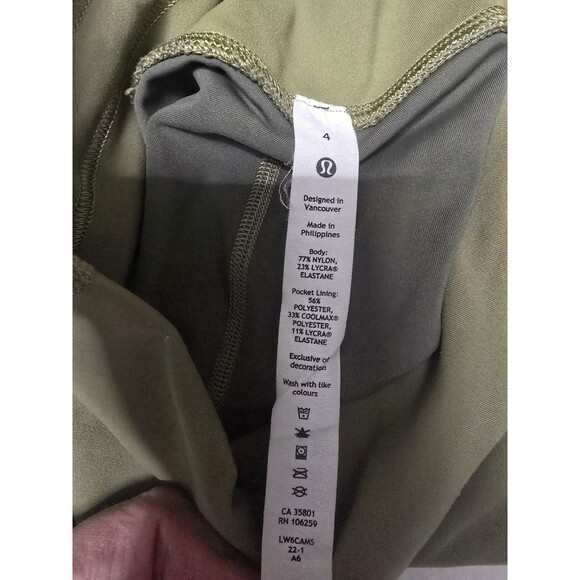 4
Designed in
Vancouver
Made in
Philippines
Body:
77% NYLON,
23% LYCRA®
ELASTANE
Pocket Lining:
56%
POLYESTER,
33% COOLMAX®
POLYESTER,
11% LYCRA®
ELASTANE
Exclusive of
decoration
Wash with like
colours
CA 35801
RN 106259
LW6CAMS
22-1
A6